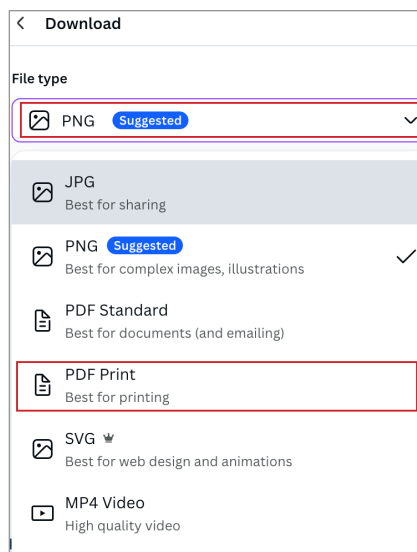 Download
File type
PNG Suggested
JPG
Best for sharing
PNG Suggested
Best for complex images, illustrations
PDF Standard
Best for documents (and emailing)
PDF Print
Best for printing
SVG
Best for web design and animations
MP4 Video
High quality video